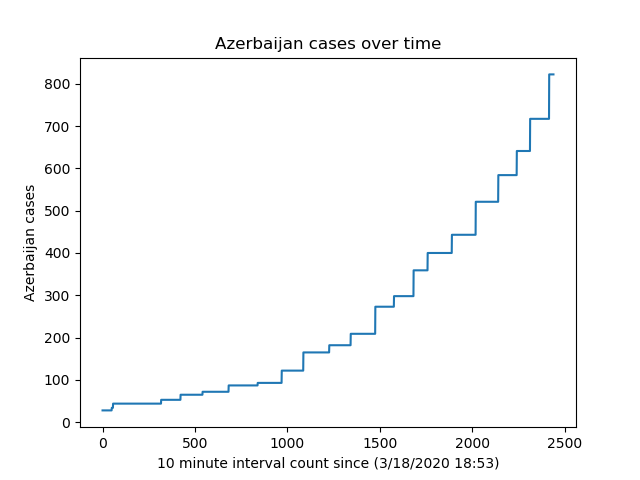 Azerbaijan cases over time
800
700
600
500
400
300
200
100
0
Azerbaijan cases
0 500 1000 1500 2000 2500
10 minute interval count since (3/18/2020 18:53)